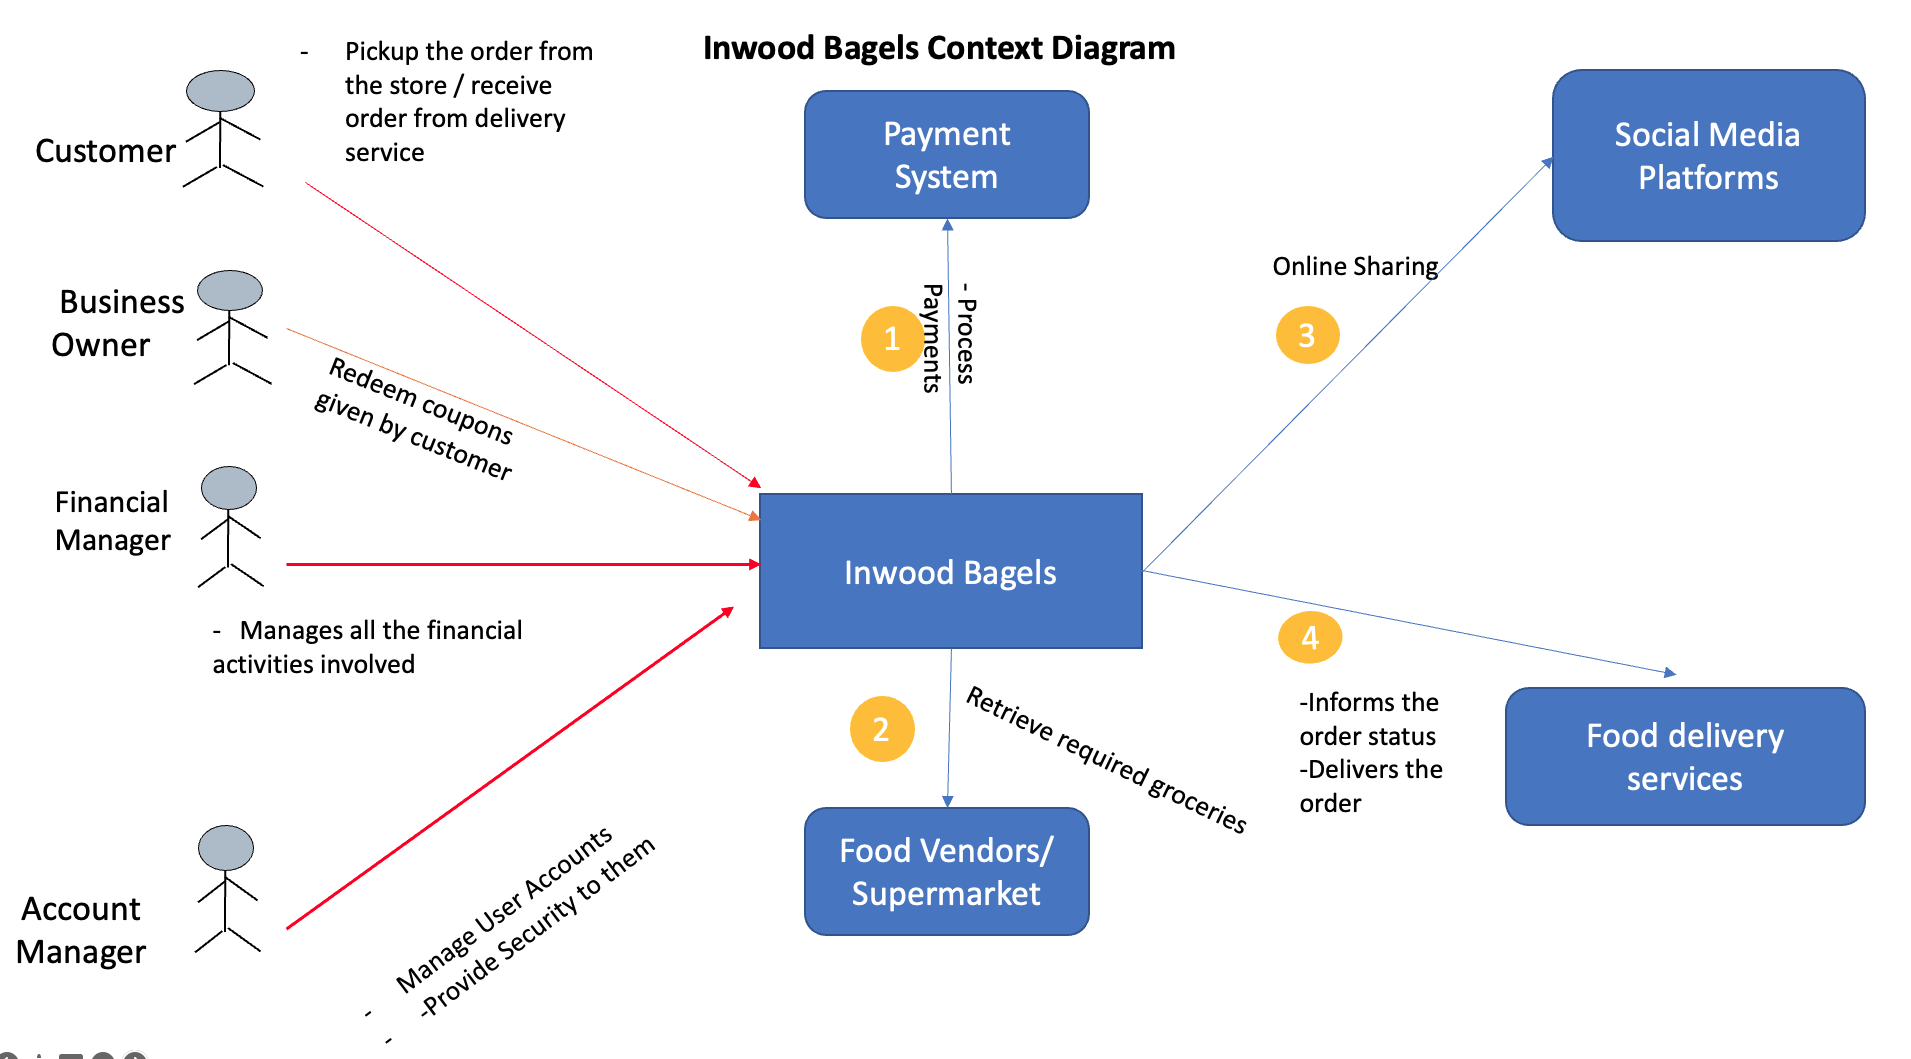 Inwood Bagels Context Diagram
- Pickup the order from
the store / receive
order from delivery
service
Customer
Payment
System
Social Media
Platforms
Business
Owner
Redeem coupons
given by customer
1
- Process
Payments
Online Sharing
3
Financial
Manager
- Manages all the financial
activities involved
Inwood Bagels
2
Retrieve required groceries
4
-Informs the
order status
-Delivers the
order
Food delivery
services
Food Vendors/
Supermarket
Account
Manager
- Manage User Accounts
- -Provide Security to them